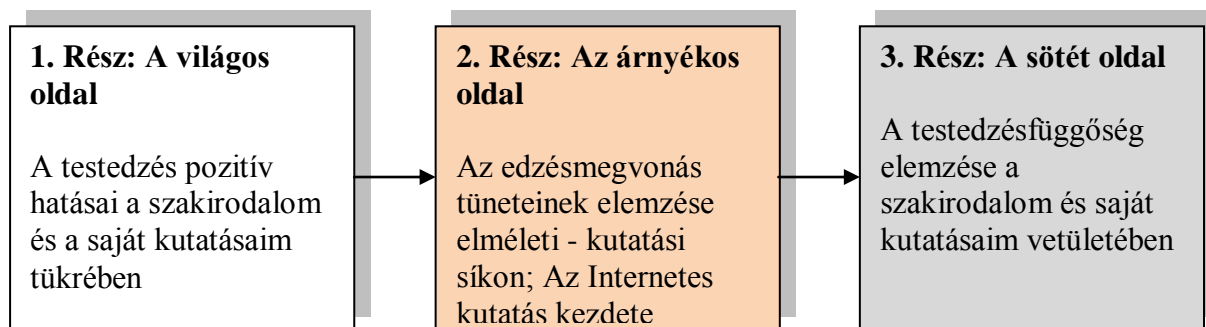 1. Rész: A világos
oldal
A testedzés pozitív
hatásai a szakirodalom
és a saját kutatásaim
tükrében
2. Rész: Az árnyékos
oldal
Az edzésmegvonás
tüneteinek elemzése
elméleti - kutatási
síkon; Az Internetes
kutatás kezdete
3. Rész: A sötét oldal
A testedzésfüggőség
elemzése a
szakirodalom és saját
kutatásaim vetületében